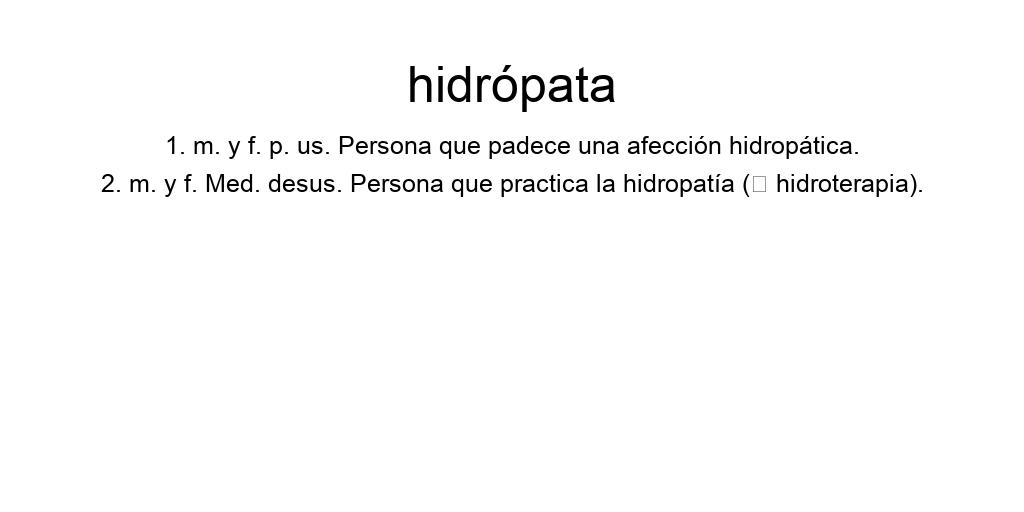 hidrópata
1. m. y f. p. us. Persona que padece una afección hidropática.
2. m. y f. Med. desus. Persona que practica la hidropatía (▯ hidroterapia).